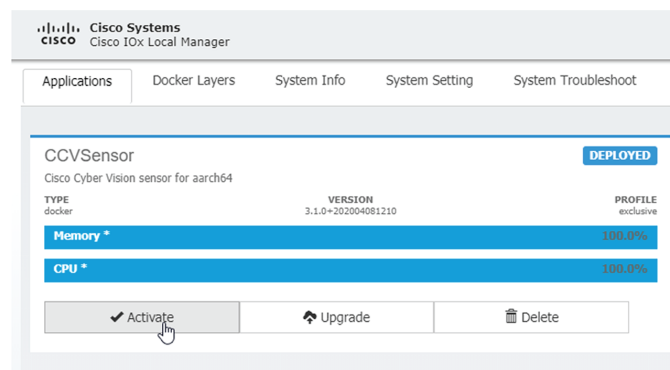 Cisco Systems
CISCO Cisco IOx Local Manager
Applications Docker Layers System Info System Setting System Troubleshoot
CCVSensor DEPLOYED
Cisco Cyber Vision sensor for aarch64
TYPE VERSION PROFILE
docker 3.1.0+202004081210 exclusive
Memory * 100.0%
CPU * 100.0%
Activate Upgrade Delete